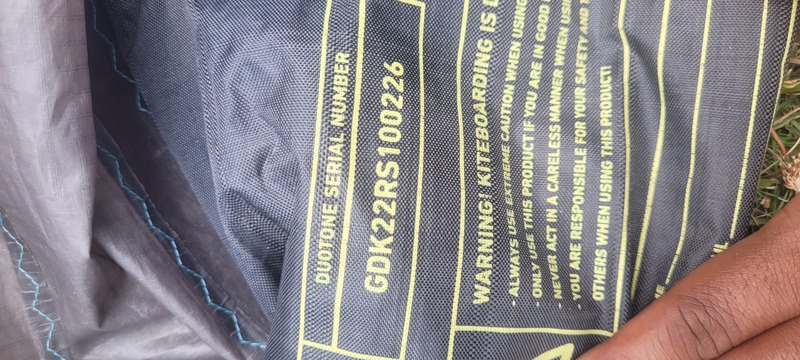 DUOTONE SERIAL NUMBER
GDK22RS100226
WARNING! KITEBOARDING IS
- ALWAYS USE EXTREME CAUTION WHEN USING
- ONLY USE THIS PRODUCT IF YOU ARE IN GOOD
- NEVER ACT IN A CARELESS MANNER WHEN
- YOU ARE RESPONSIBLE FOR YOUR SAFETY AND
OTHERS WHEN USING THIS PRODUCT!